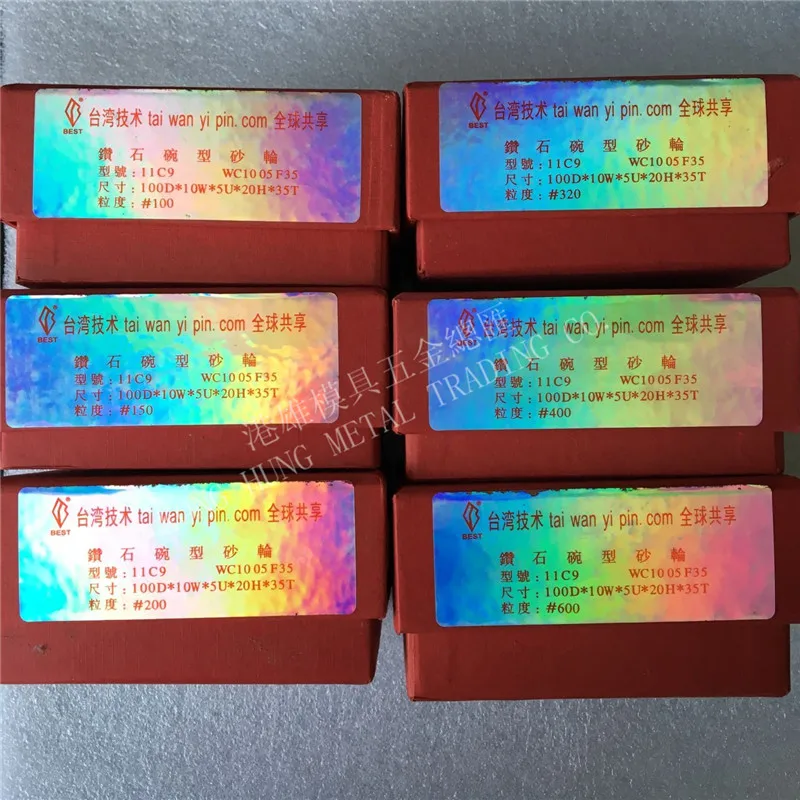 BEST
台湾技术 tai wan yi pin.com 全球共享
鑽石碗型砂輪
型號：11C9 WC10 05 F35
尺寸：100D*10W*5U*20H*35T
粒度：#100
BEST
台湾技术 tai wan yi pin.com 全球共享
鑽石碗型砂輪
型號：11C9 WC10 05 F35
尺寸：100D*10W*5U*20H*35T
粒度：#320
BEST
台湾技术 tai wan yi pin.com 全球共享
鑽石碗型砂輪
型號：11C9 WC10 05 F35
尺寸：100D*10W*5U*20H*35T
粒度：#150
BEST
台湾技术 tai wan yi pin.com 全球共享
鑽石碗型砂輪
型號：11C9 WC10 05 F35
尺寸：100D*10W*5U*20H*35T
粒度：#400
港雄模具五金總匯
HUNG METAL TRADING CO
BEST
台湾技术 tai wan yi pin.com 全球共享
鑽石碗型砂輪
型號：11C9 WC10 05 F35
尺寸：100D*10W*5U*20H*35T
粒度：#200
BEST
台湾技术 tai wan yi pin.com 全球共享
鑽石碗型砂輪
型號：11C9 WC10 05 F35
尺寸：100D*10W*5U*20H*35T
粒度：#600